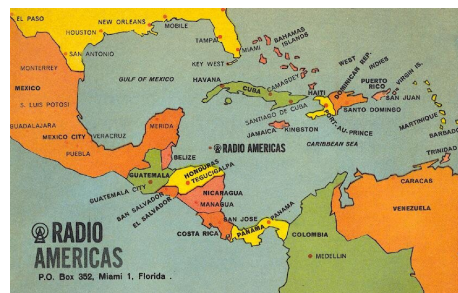 EL PASO
NEW ORLEANS
MOBILE
HOUSTON
TAMPA
SAN ANTONIO
MIAMI
BAHAMAS
ISLANDS
MONTERREY
GULF OF MEXICO
KEY WEST
HAVANA
CUBA
CAMAGUEY
WEST
INDIES
MEXICO
S. LUIS POTOSI
SANTIAGO DE CUBA
HAITI
DOMINICAN REP.
PUERTO
RICO
VIRGIN IS.
SAN JUAN
SANTO DOMINGO
PORT-AU-PRINCE
GUADALAJARA
MEXICO CITY
VERACRUZ
MERIDA
JAMAICA
KINGSTON
MARTINIQUE
BARBADO
PUEBLA
BELIZE
RADIO AMERICAS
CARIBBEAN SEA
TRINIDAD
GUATEMALA
HONDURAS
TEGUCIGALPA
GUATEMALA CITY
SAN SALVADOR
EL SALVADOR
NICARAGUA
MANAGUA
CARACAS
VENEZUELA
SAN JOSE
COSTA RICA
PANAMA
PANAMA
COLOMBIA
MEDELLIN
RADIO
AMERICAS
P.O. Box 352, Miami 1, Florida .